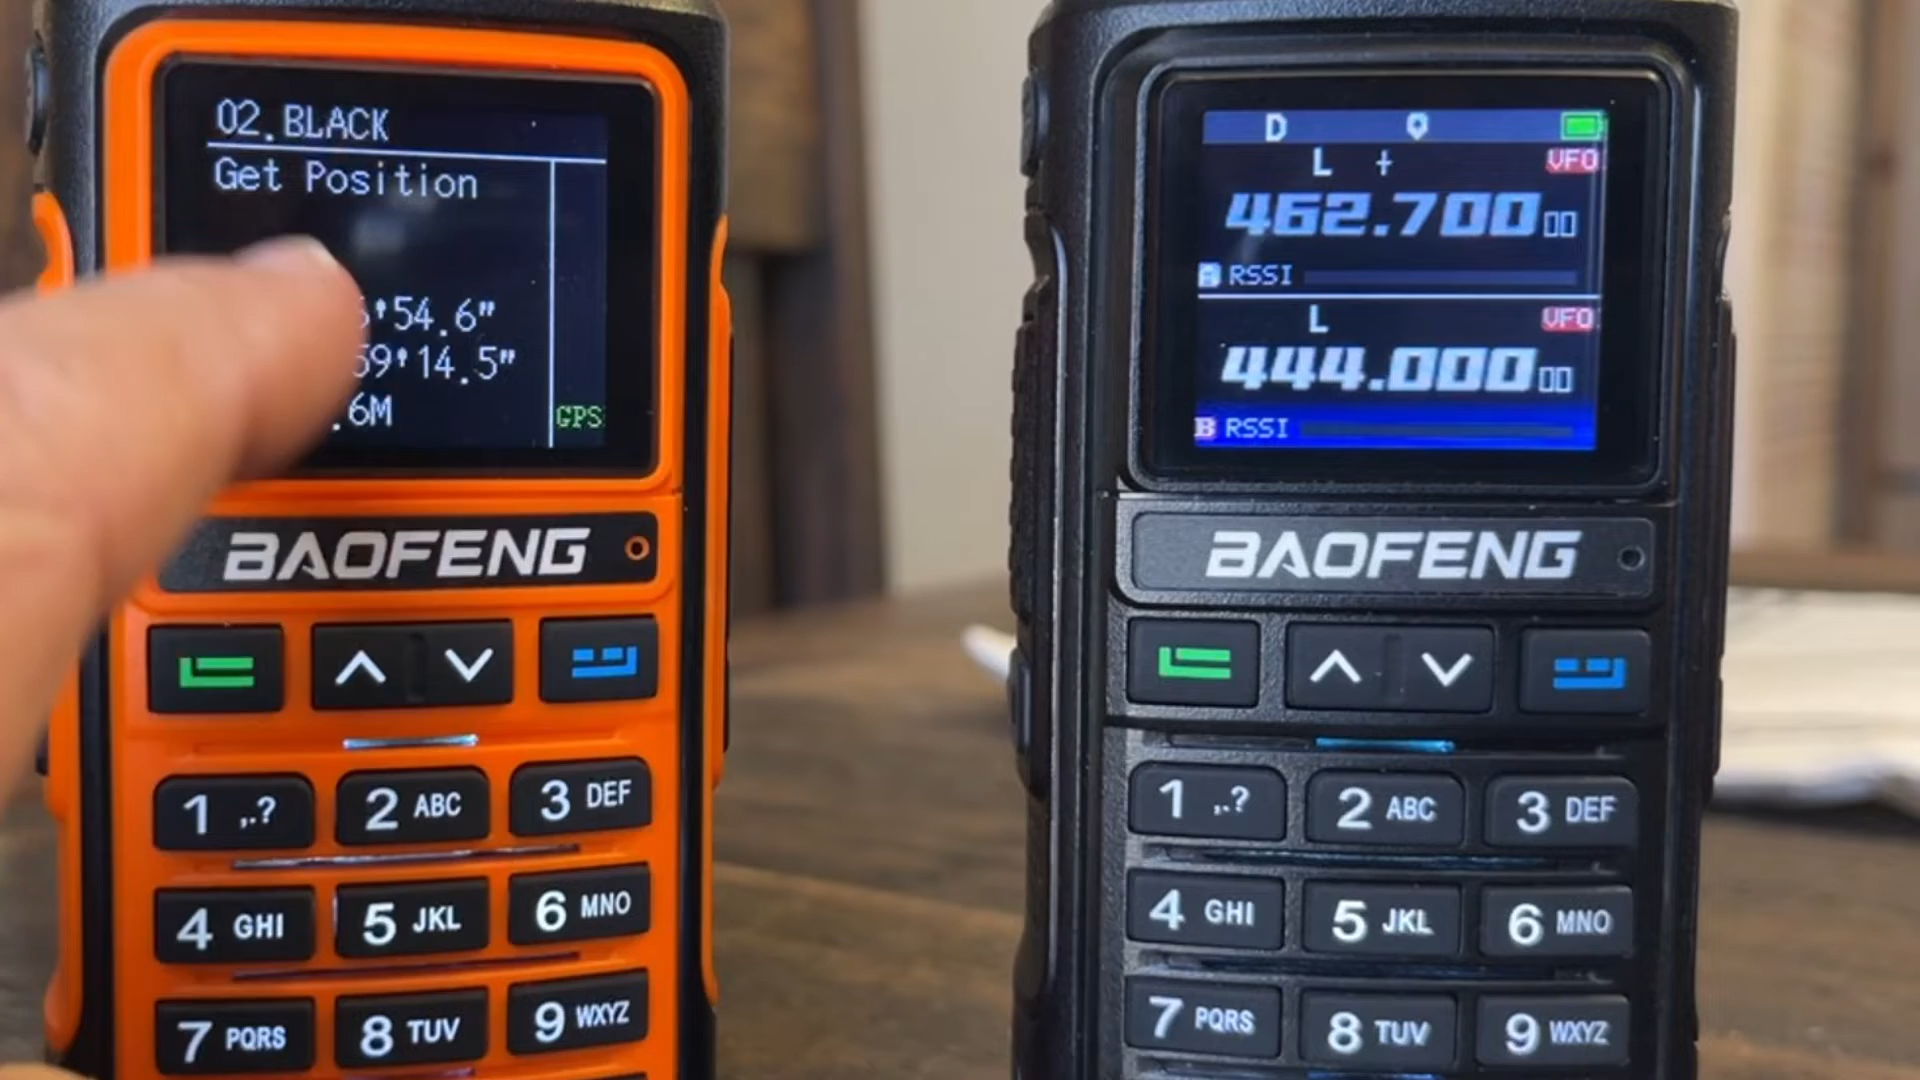 02.BLACK
Get Position
'54.6"
59'14.5"
.6M
GPS
BAOFENG
1 ,.? 2 ABC 3 DEF
4 GHI 5 JKL 6 MNO
7 PQRS 8 TUV 9 WXYZ
D
L + VFO
462.70000
A RSSI
L VFO
444.00000
B RSSI
BAOFENG
1 ,.? 2 ABC 3 DEF
4 GHI 5 JKL 6 MNO
7 PQRS 8 TUV 9 WXYZ